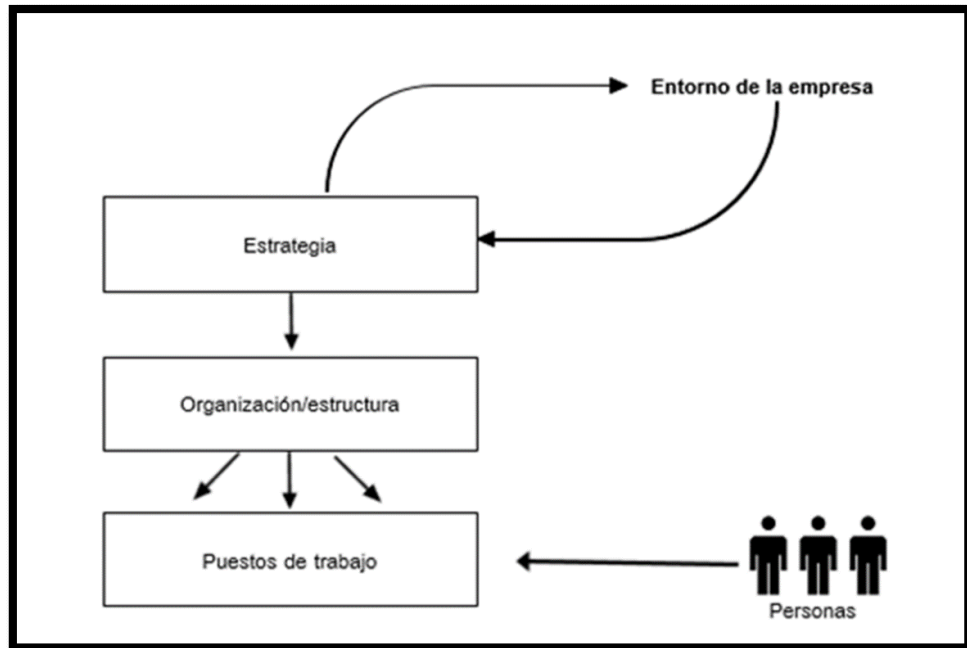 Entorno de la empresa
Estrategia
Organización/estructura
Puestos de trabajo
Personas